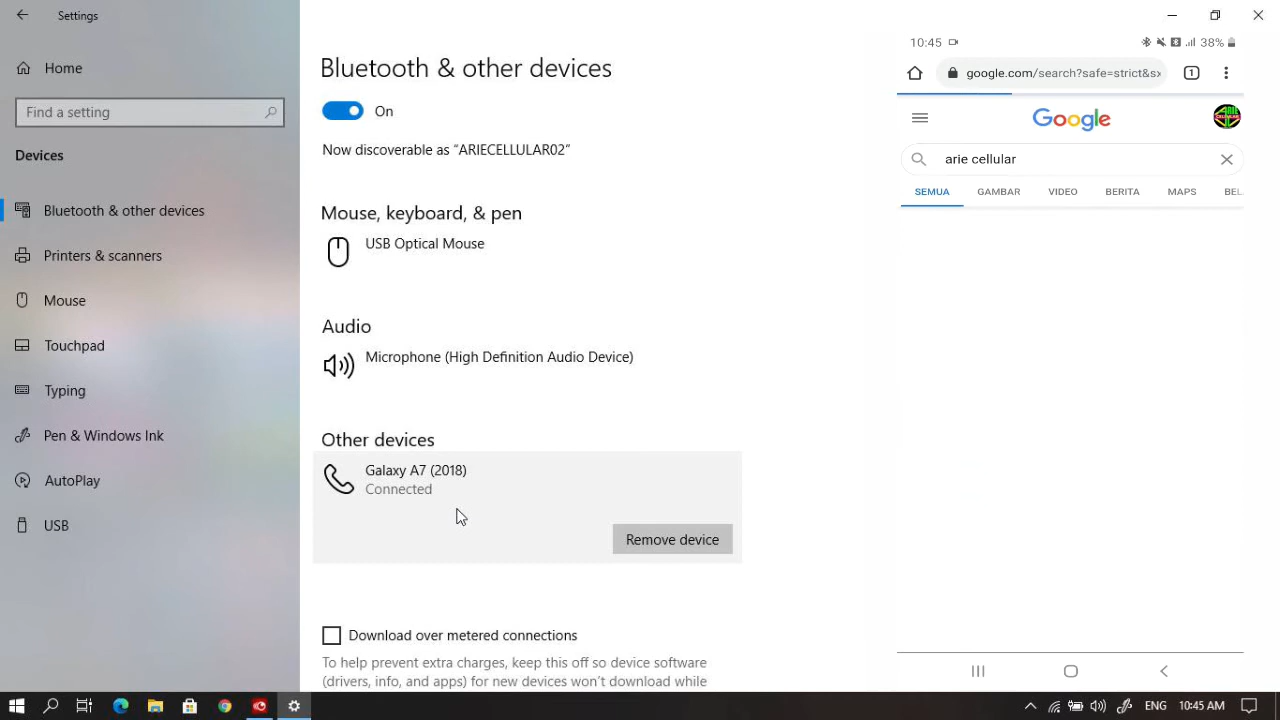 Settings
Home
Find a setting
Devices
Bluetooth & other devices
Printers & scanners
Mouse
Touchpad
Typing
Pen & Windows Ink
AutoPlay
USB
Bluetooth & other devices
On
Now discoverable as “ARIECELLULAR02”
Mouse, keyboard, & pen
USB Optical Mouse
Audio
Microphone (High Definition Audio Device)
Other devices
Galaxy A7 (2018)
Connected
Remove device
Download over metered connections
To help prevent extra charges, keep this off so device software
(drivers, info, and apps) for new devices won’t download while
10:45 38%
google.com/search?safe=strict&s
1
Google
arie cellular
SEMUA GAMBAR VIDEO BERITA MAPS BEL
ENG 10:45 AM